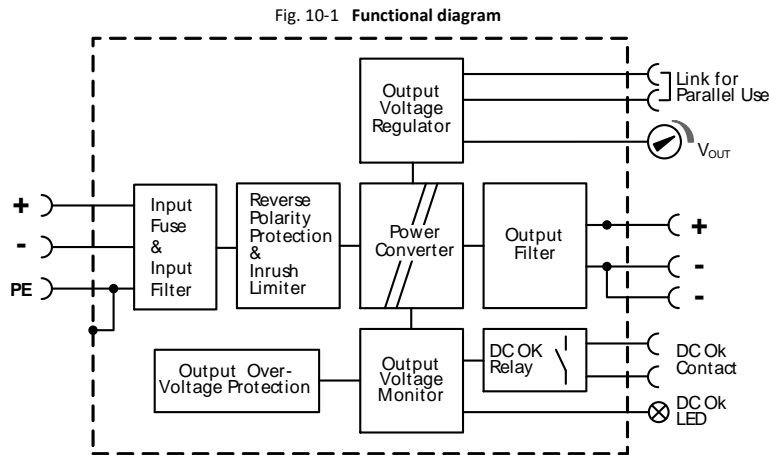 Fig. 10-1 Functional diagram
Output
Voltage
Regulator
Link for
Parallel Use
VOUT
+
-
PE
Input
Fuse
&
Input
Filter
Reverse
Polarity
Protection
&
Inrush
Limiter
Power
Converter
Output
Filter
+
-
-
Output Over-
Voltage Protection
Output
Voltage
Monitor
DC OK
Relay
DC Ok
Contact
DC Ok
LED